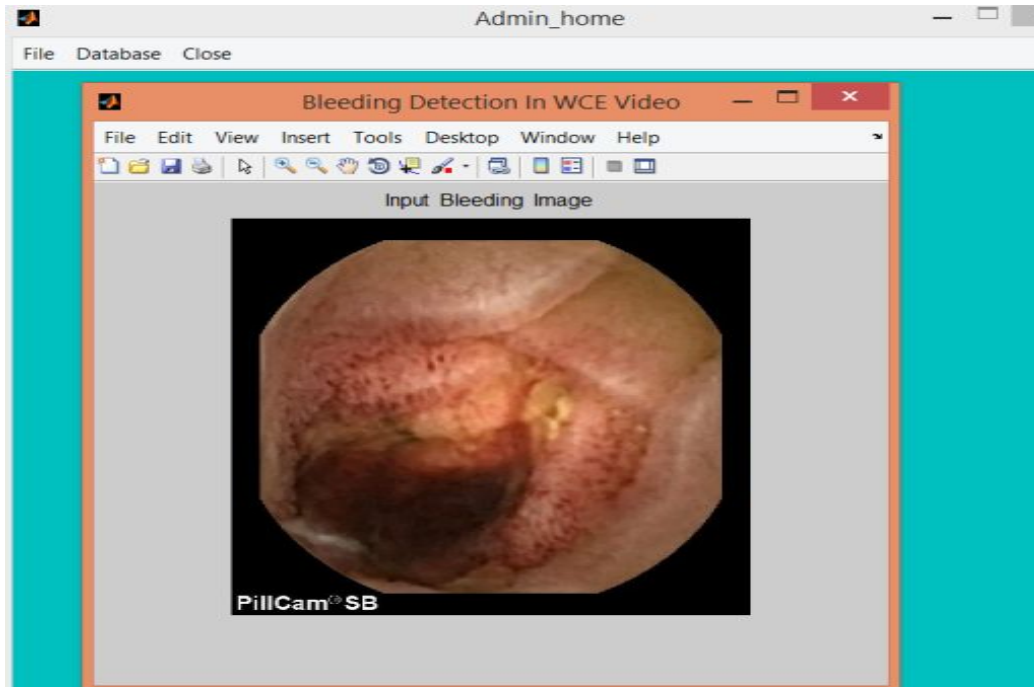 Admin_home
File Database Close
Bleeding Detection In WCE Video
File Edit View Insert Tools Desktop Window Help
Input Bleeding Image
PillCam® SB